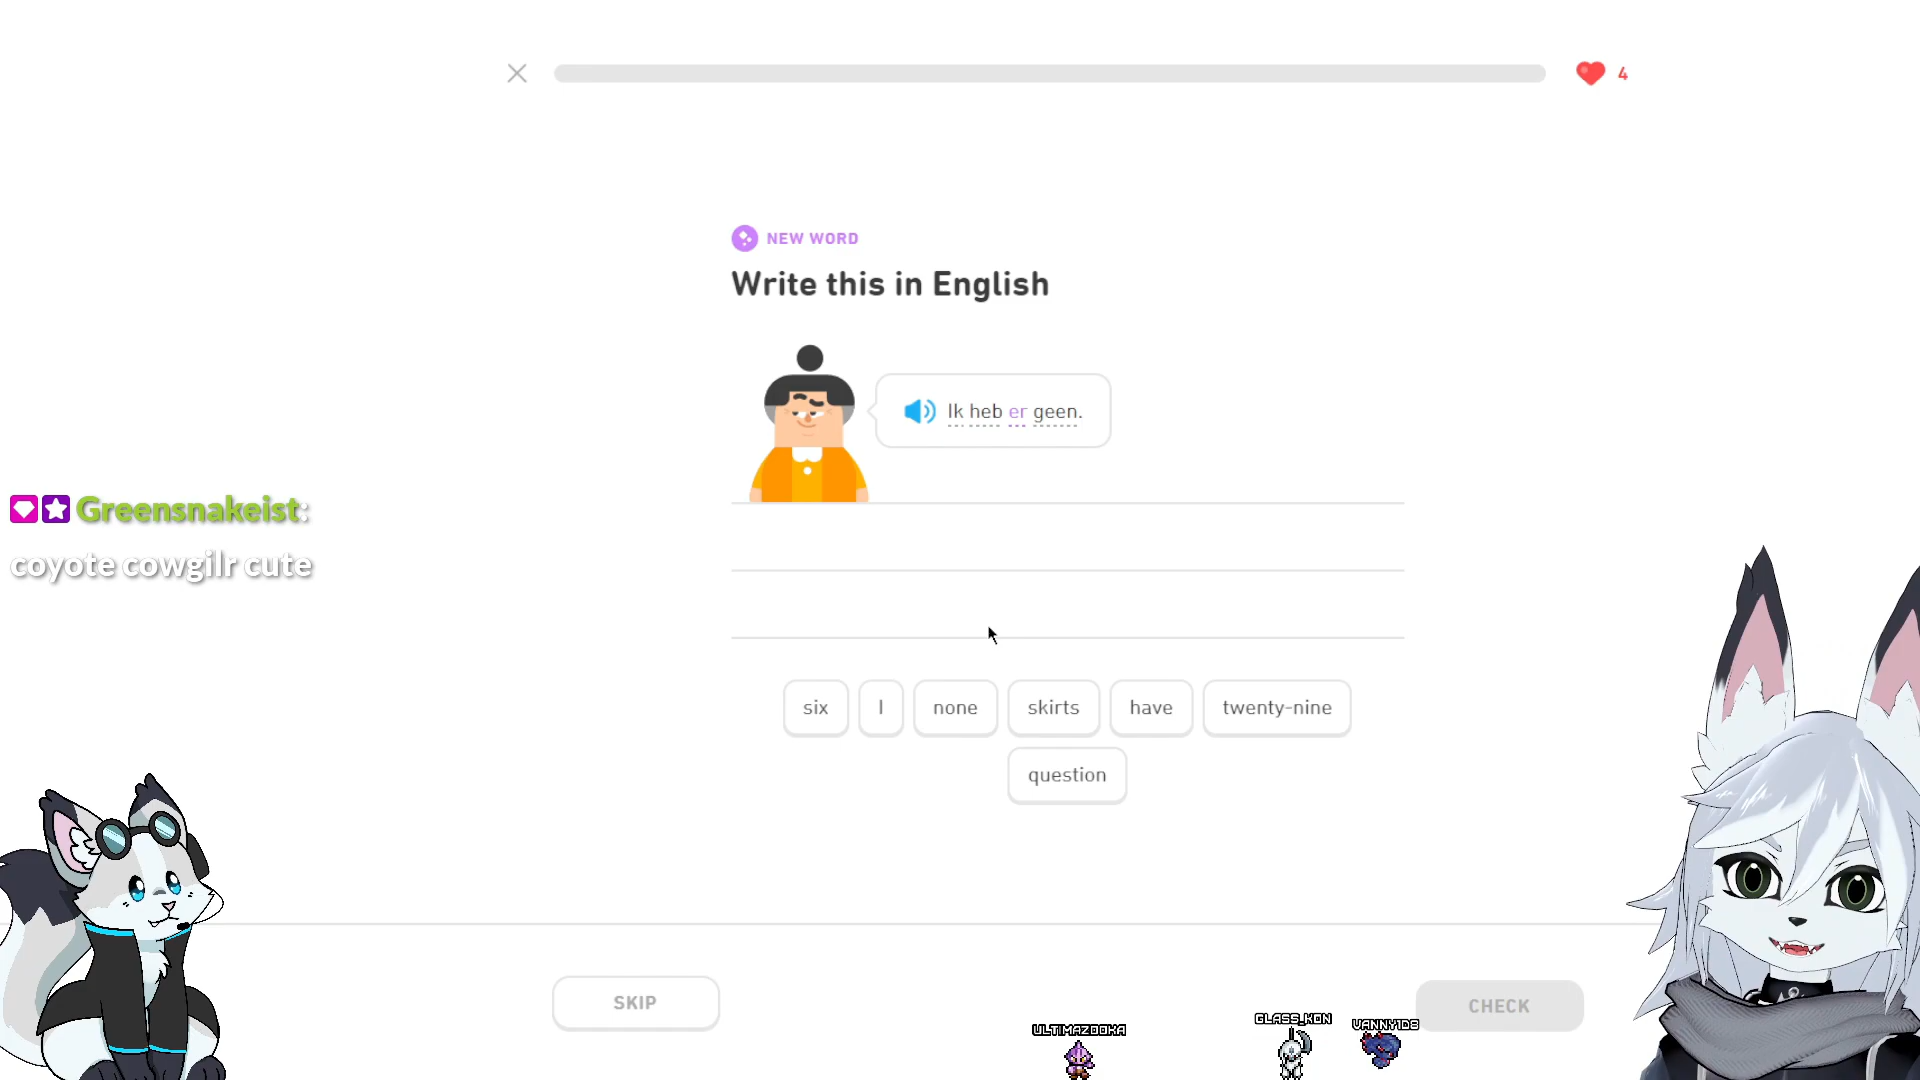 4
NEW WORD
Write this in English
Ik heb er geen.
Greensnakeist:
coyote cowgilr cute
six I none skirts have twenty-nine
question
SKIP
CHECK
ULTIMAZOOKA
GLASS_KON
VANNY1D8